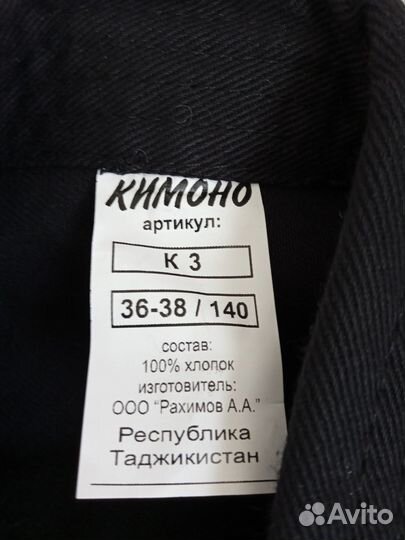 КИМОНО
артикул:
К 3
36-38 / 140
состав:
100% хлопок
изготовитель:
ООО "Рахимов А.А."
Республика
Таджикистан
Avito